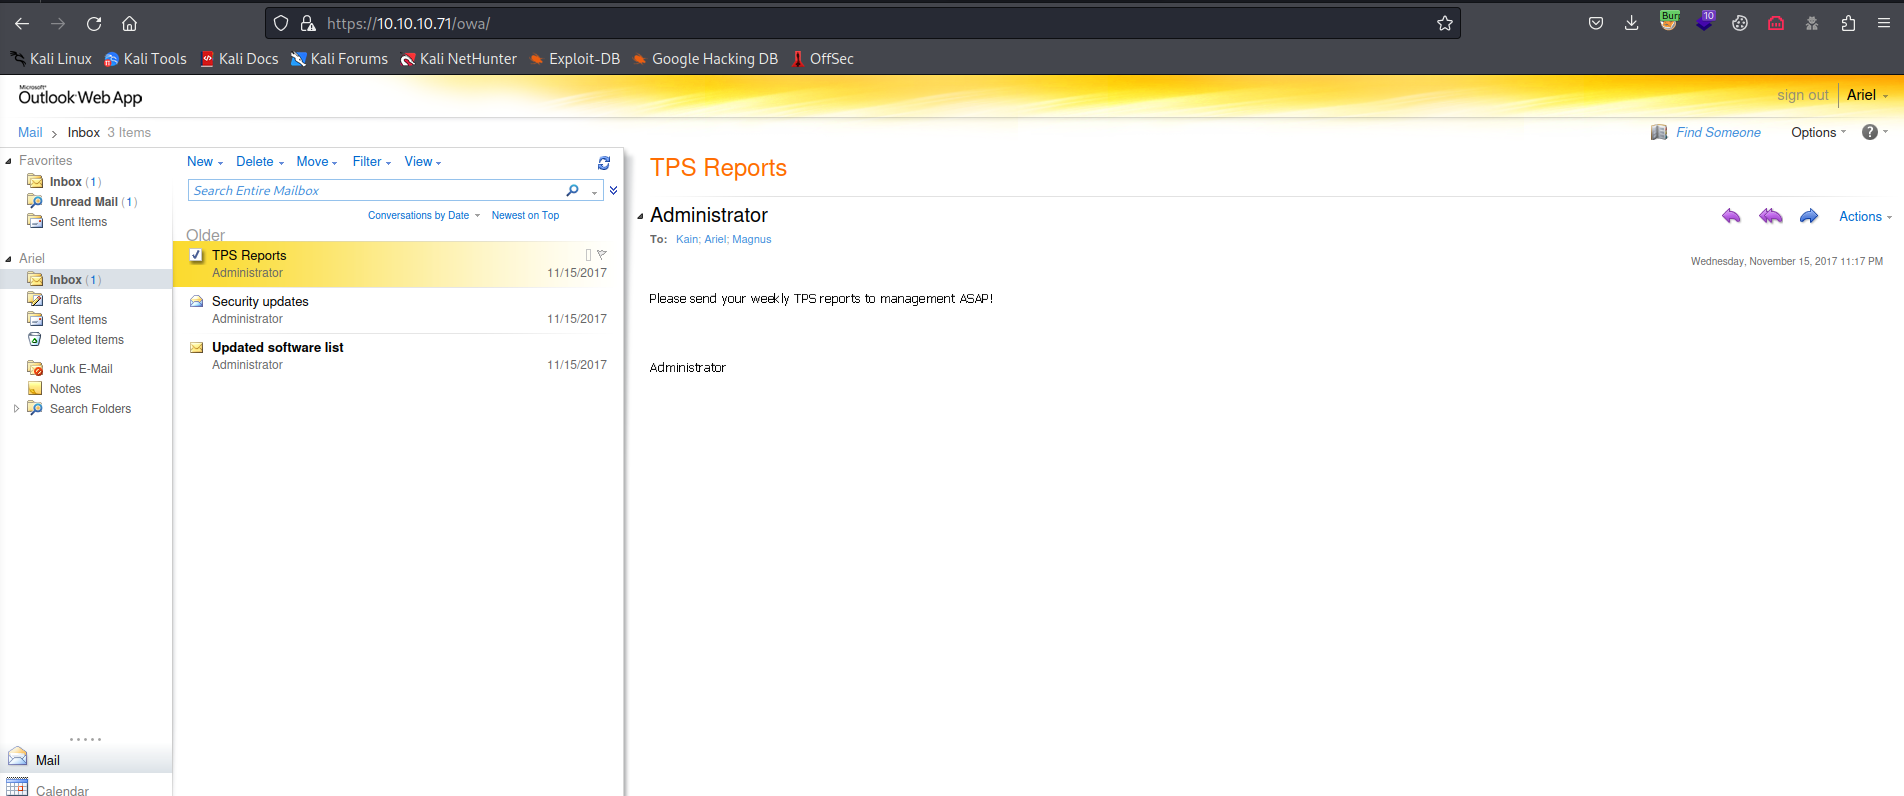 https://10.10.10.71/owa/
Burp
10
Kali Linux
Kali Tools
Kali Docs
Kali Forums
Kali NetHunter
Exploit-DB
Google Hacking DB
OffSec
Microsoft®
Outlook Web App
sign out
Ariel
Mail > Inbox 3 Items
Find Someone
Options
?
Favorites
Inbox (1)
Unread Mail (1)
Sent Items
Ariel
Inbox (1)
Drafts
Sent Items
Deleted Items
Junk E-Mail
Notes
Search Folders
Mail
Calendar
New
Delete
Move
Filter
View
Search Entire Mailbox
Conversations by Date
Newest on Top
Older
TPS Reports
Administrator 11/15/2017
Security updates
Administrator 11/15/2017
Updated software list
Administrator 11/15/2017
TPS Reports
Administrator
Actions
To: Kain; Ariel; Magnus
Wednesday, November 15, 2017 11:17 PM
Please send your weekly TPS reports to management ASAP!
Administrator